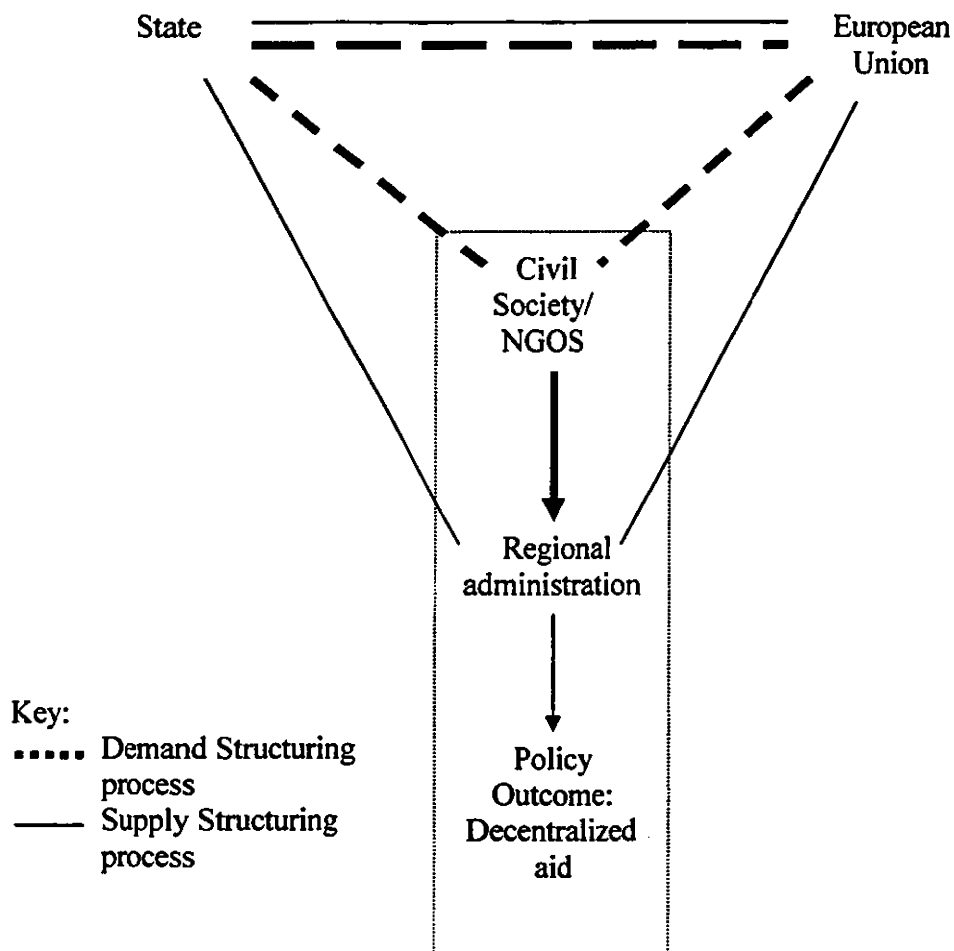 State
European
Union
Civil
Society/
NGOS
Regional
administration
Key:
Demand Structuring
process
Supply Structuring
process
Policy
Outcome:
Decentralized
aid